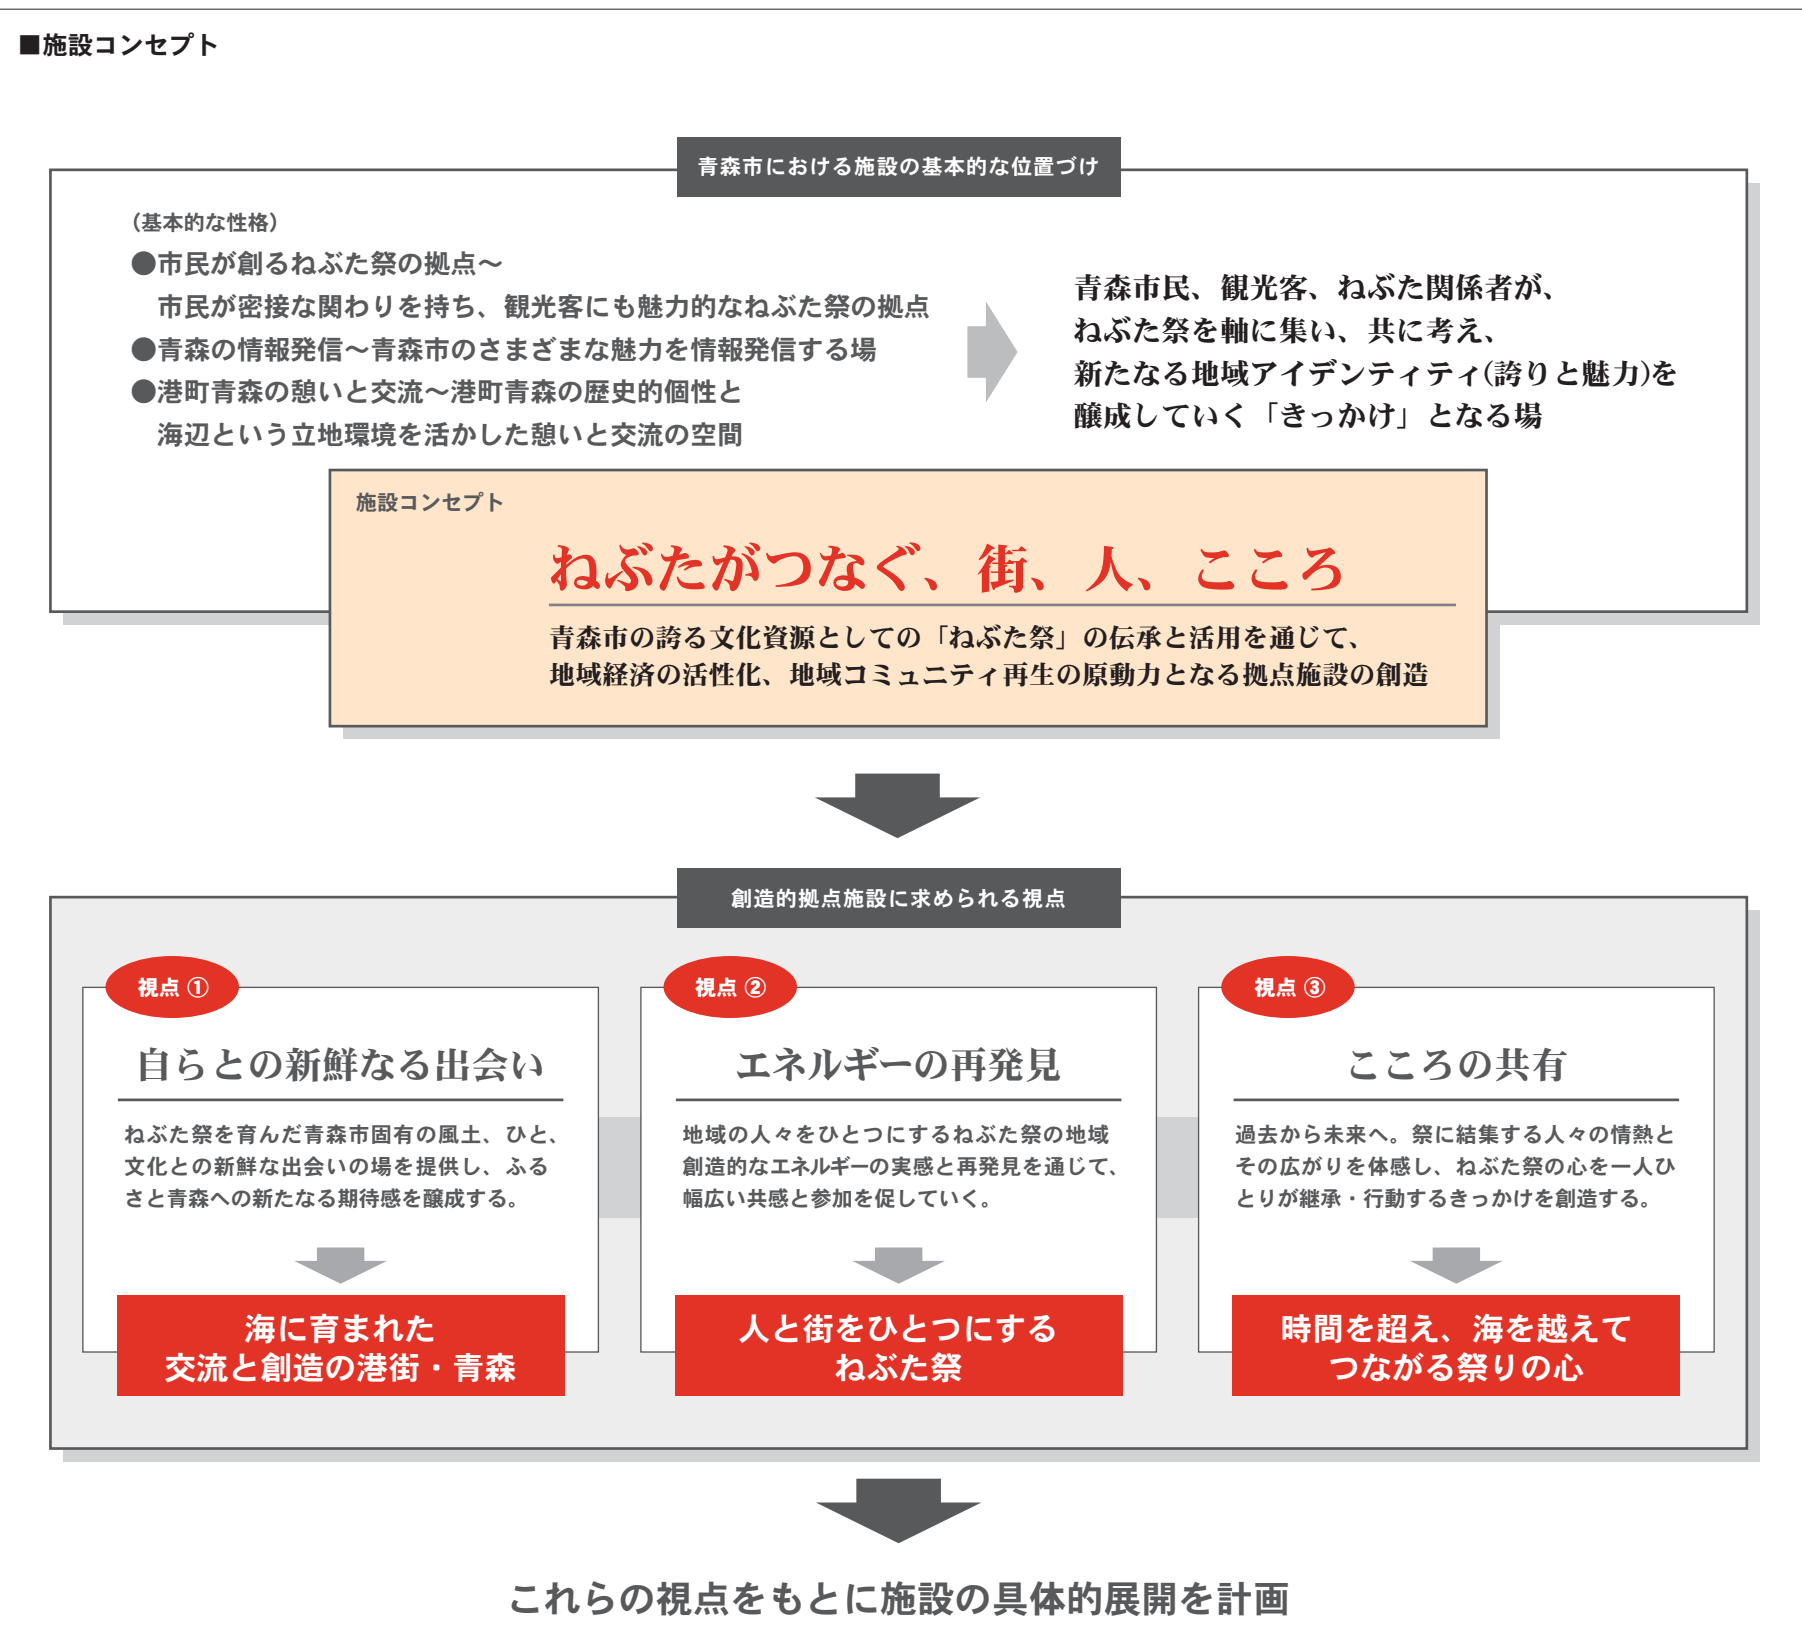 ■施設コンセプト
青森市における施設の基本的な位置づけ
（基本的な性格）
●市民が創るねぶた祭の拠点～
市民が密接な関わりを持ち、観光客にも魅力的なねぶた祭の拠点
●青森の情報発信～青森市のさまざまな魅力を情報発信する場
●港町青森の憩いと交流～港町青森の歴史的個性と
海辺という立地環境を活かした憩いと交流の空間
青森市民、観光客、ねぶた関係者が、
ねぶた祭を軸に集い、共に考え、
新たなる地域アイデンティティ(誇りと魅力)を
醸成していく「きっかけ」となる場
施設コンセプト
ねぶたがつなぐ、街、人、こころ
青森市の誇る文化資源としての「ねぶた祭」の伝承と活用を通じて、
地域経済の活性化、地域コミュニティ再生の原動力となる拠点施設の創造
創造的拠点施設に求められる視点
視点 ①
自らとの新鮮なる出会い
ねぶた祭を育んだ青森市固有の風土、ひと、
文化との新鮮な出会いの場を提供し、ふる
さと青森への新たなる期待感を醸成する。
海に育まれた
交流と創造の港街・青森
視点 ②
エネルギーの再発見
地域の人々をひとつにするねぶた祭の地域
創造的なエネルギーの実感と再発見を通じて、
幅広い共感と参加を促していく。
人と街をひとつにする
ねぶた祭
視点 ③
こころの共有
過去から未来へ。祭に結集する人々の情熱と
その広がりを体感し、ねぶた祭の心を一人ひ
とりが継承・行動するきっかけを創造する。
時間を超え、海を越えて
つながる祭りの心
これらの視点をもとに施設の具体的展開を計画